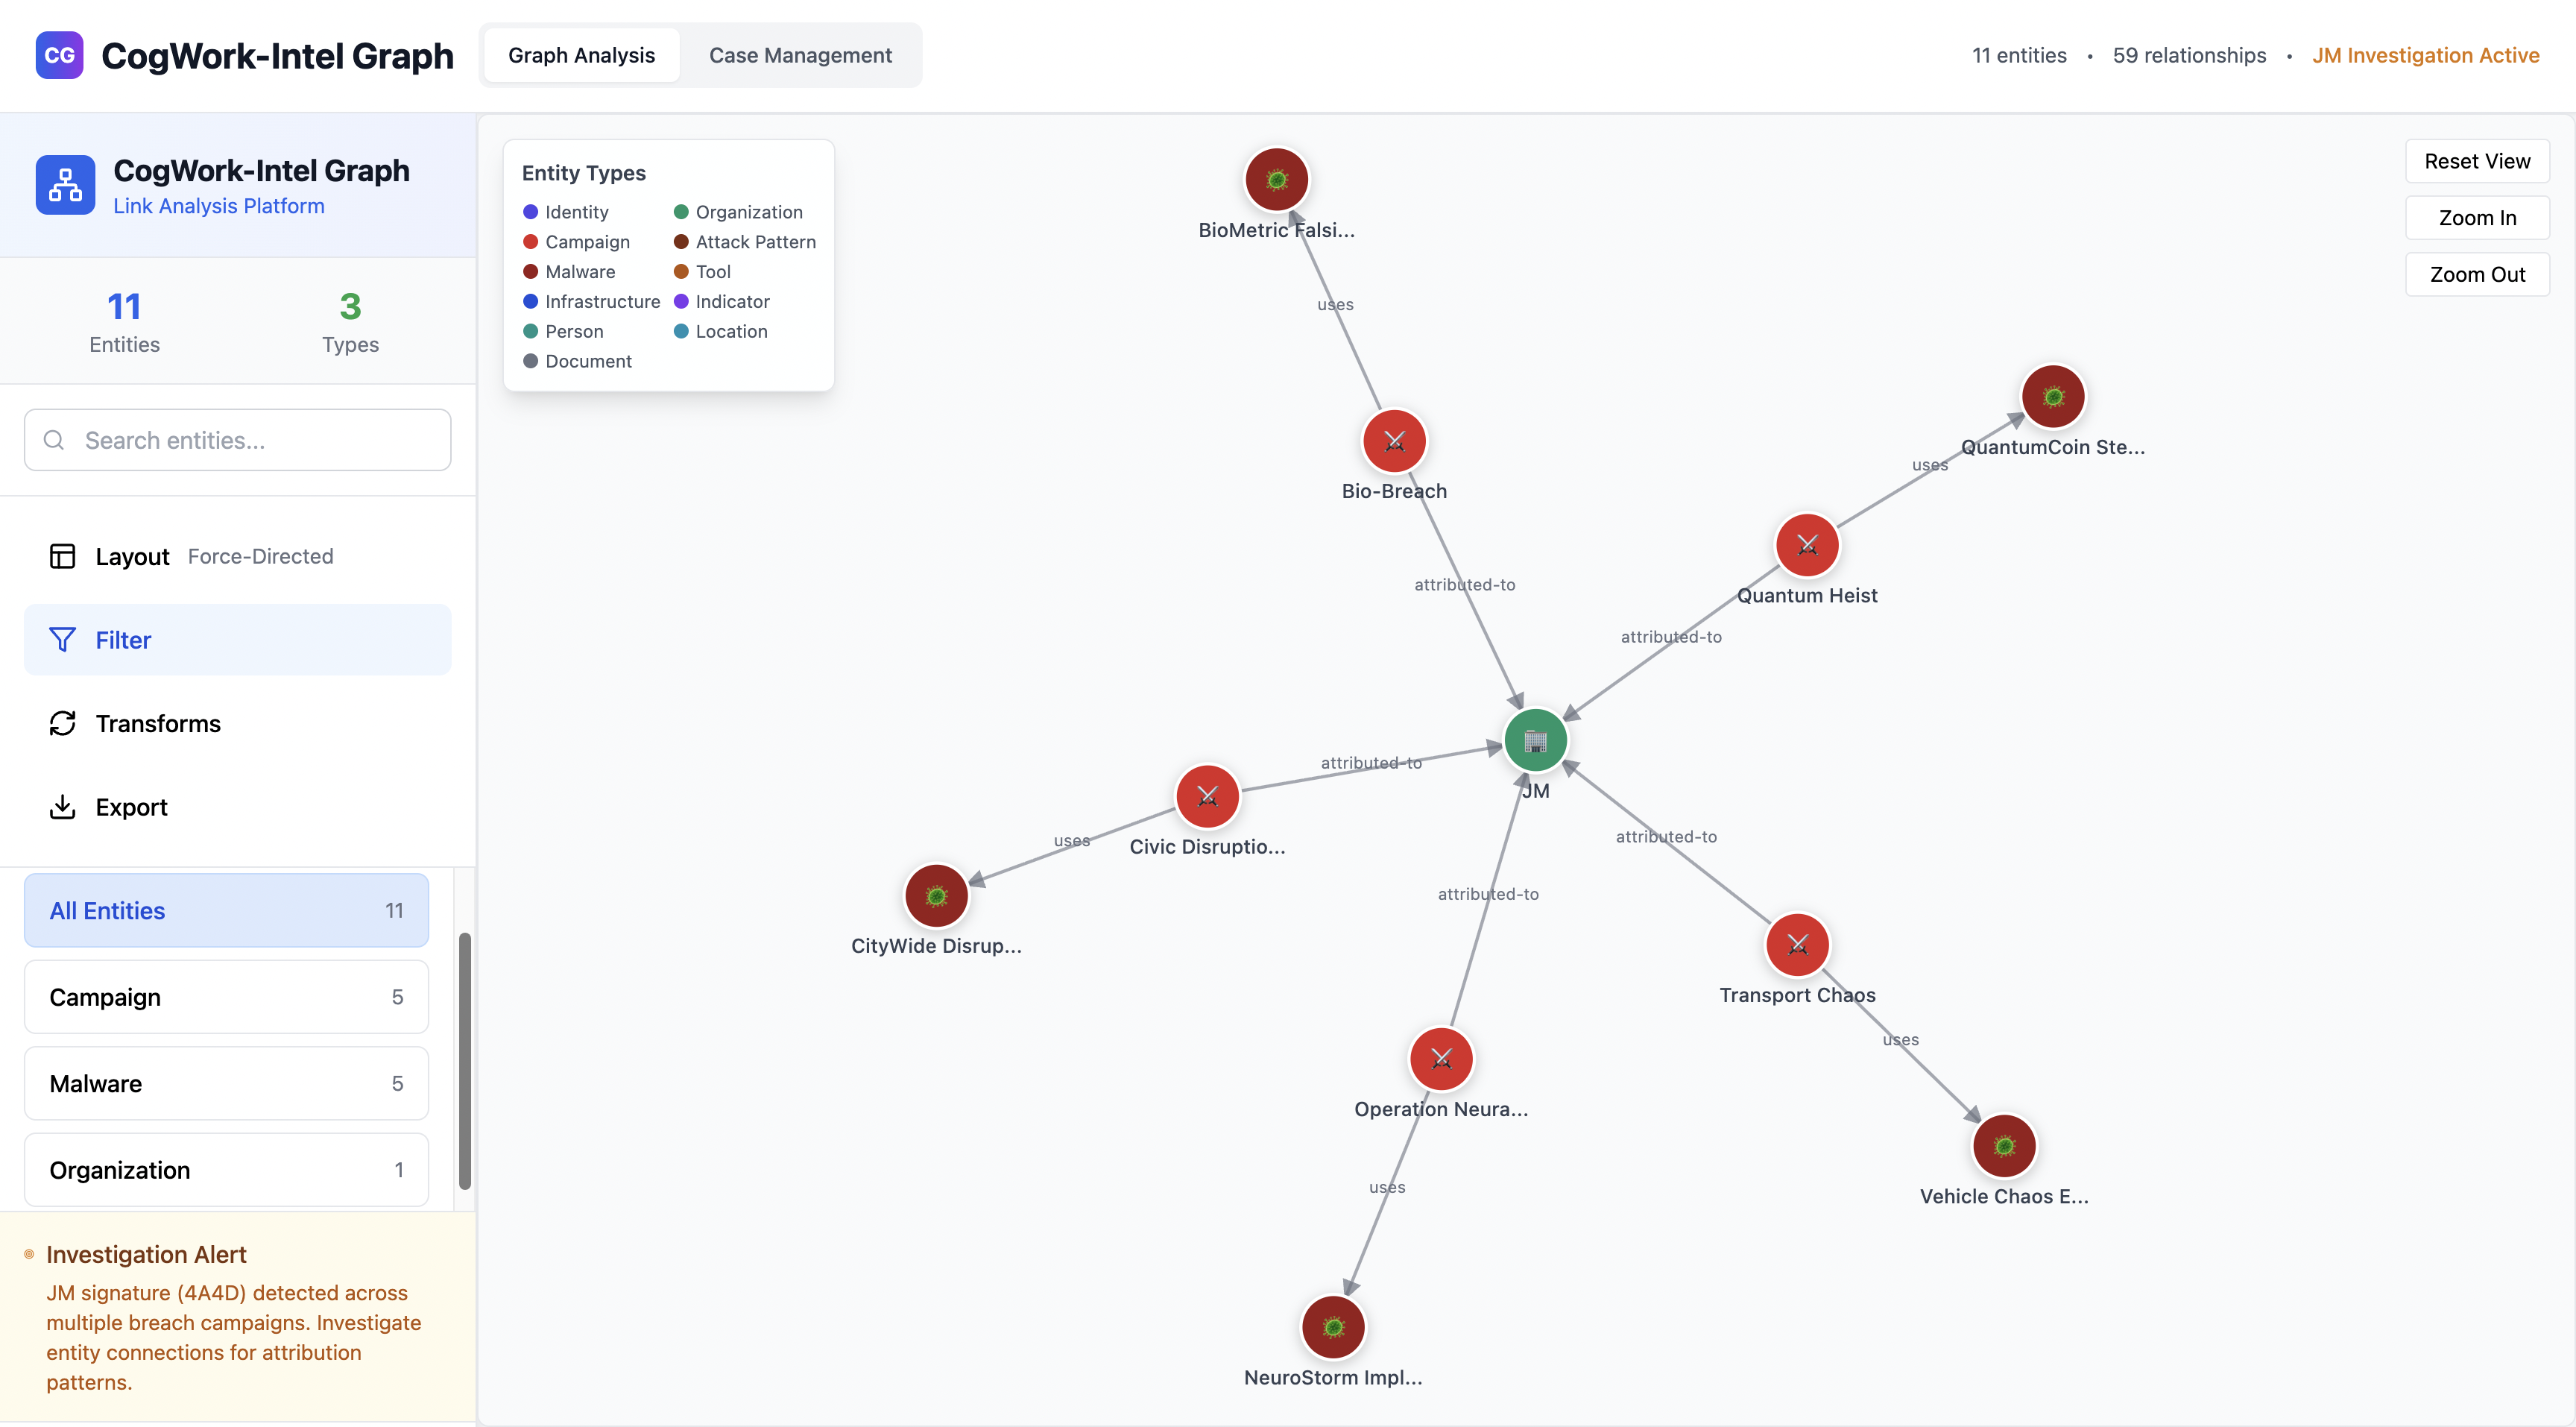 CG CogWork-Intel Graph Graph Analysis Case Management 11 entities • 59 relationships • JM Investigation Active
CogWork-Intel Graph
Link Analysis Platform
11
Entities
3
Types
Search entities...
Layout Force-Directed
Filter
Transforms
Export
All Entities 11
Campaign 5
Malware 5
Organization 1
Investigation Alert
JM signature (4A4D) detected across
multiple breach campaigns. Investigate
entity connections for attribution
patterns.
Entity Types
Identity Organization
Campaign Attack Pattern
Malware Tool
Infrastructure Indicator
Person Location
Document
Reset View
Zoom In
Zoom Out
BioMetric Falsi...
uses
QuantumCoin Ste...
uses
Bio-Breach
attributed-to
Quantum Heist
attributed-to
attributed-to
JM
uses
Civic Disruptio...
attributed-to
CityWide Disrup...
attributed-to
Transport Chaos
uses
Operation Neura...
uses
Vehicle Chaos E...
NeuroStorm Impl...